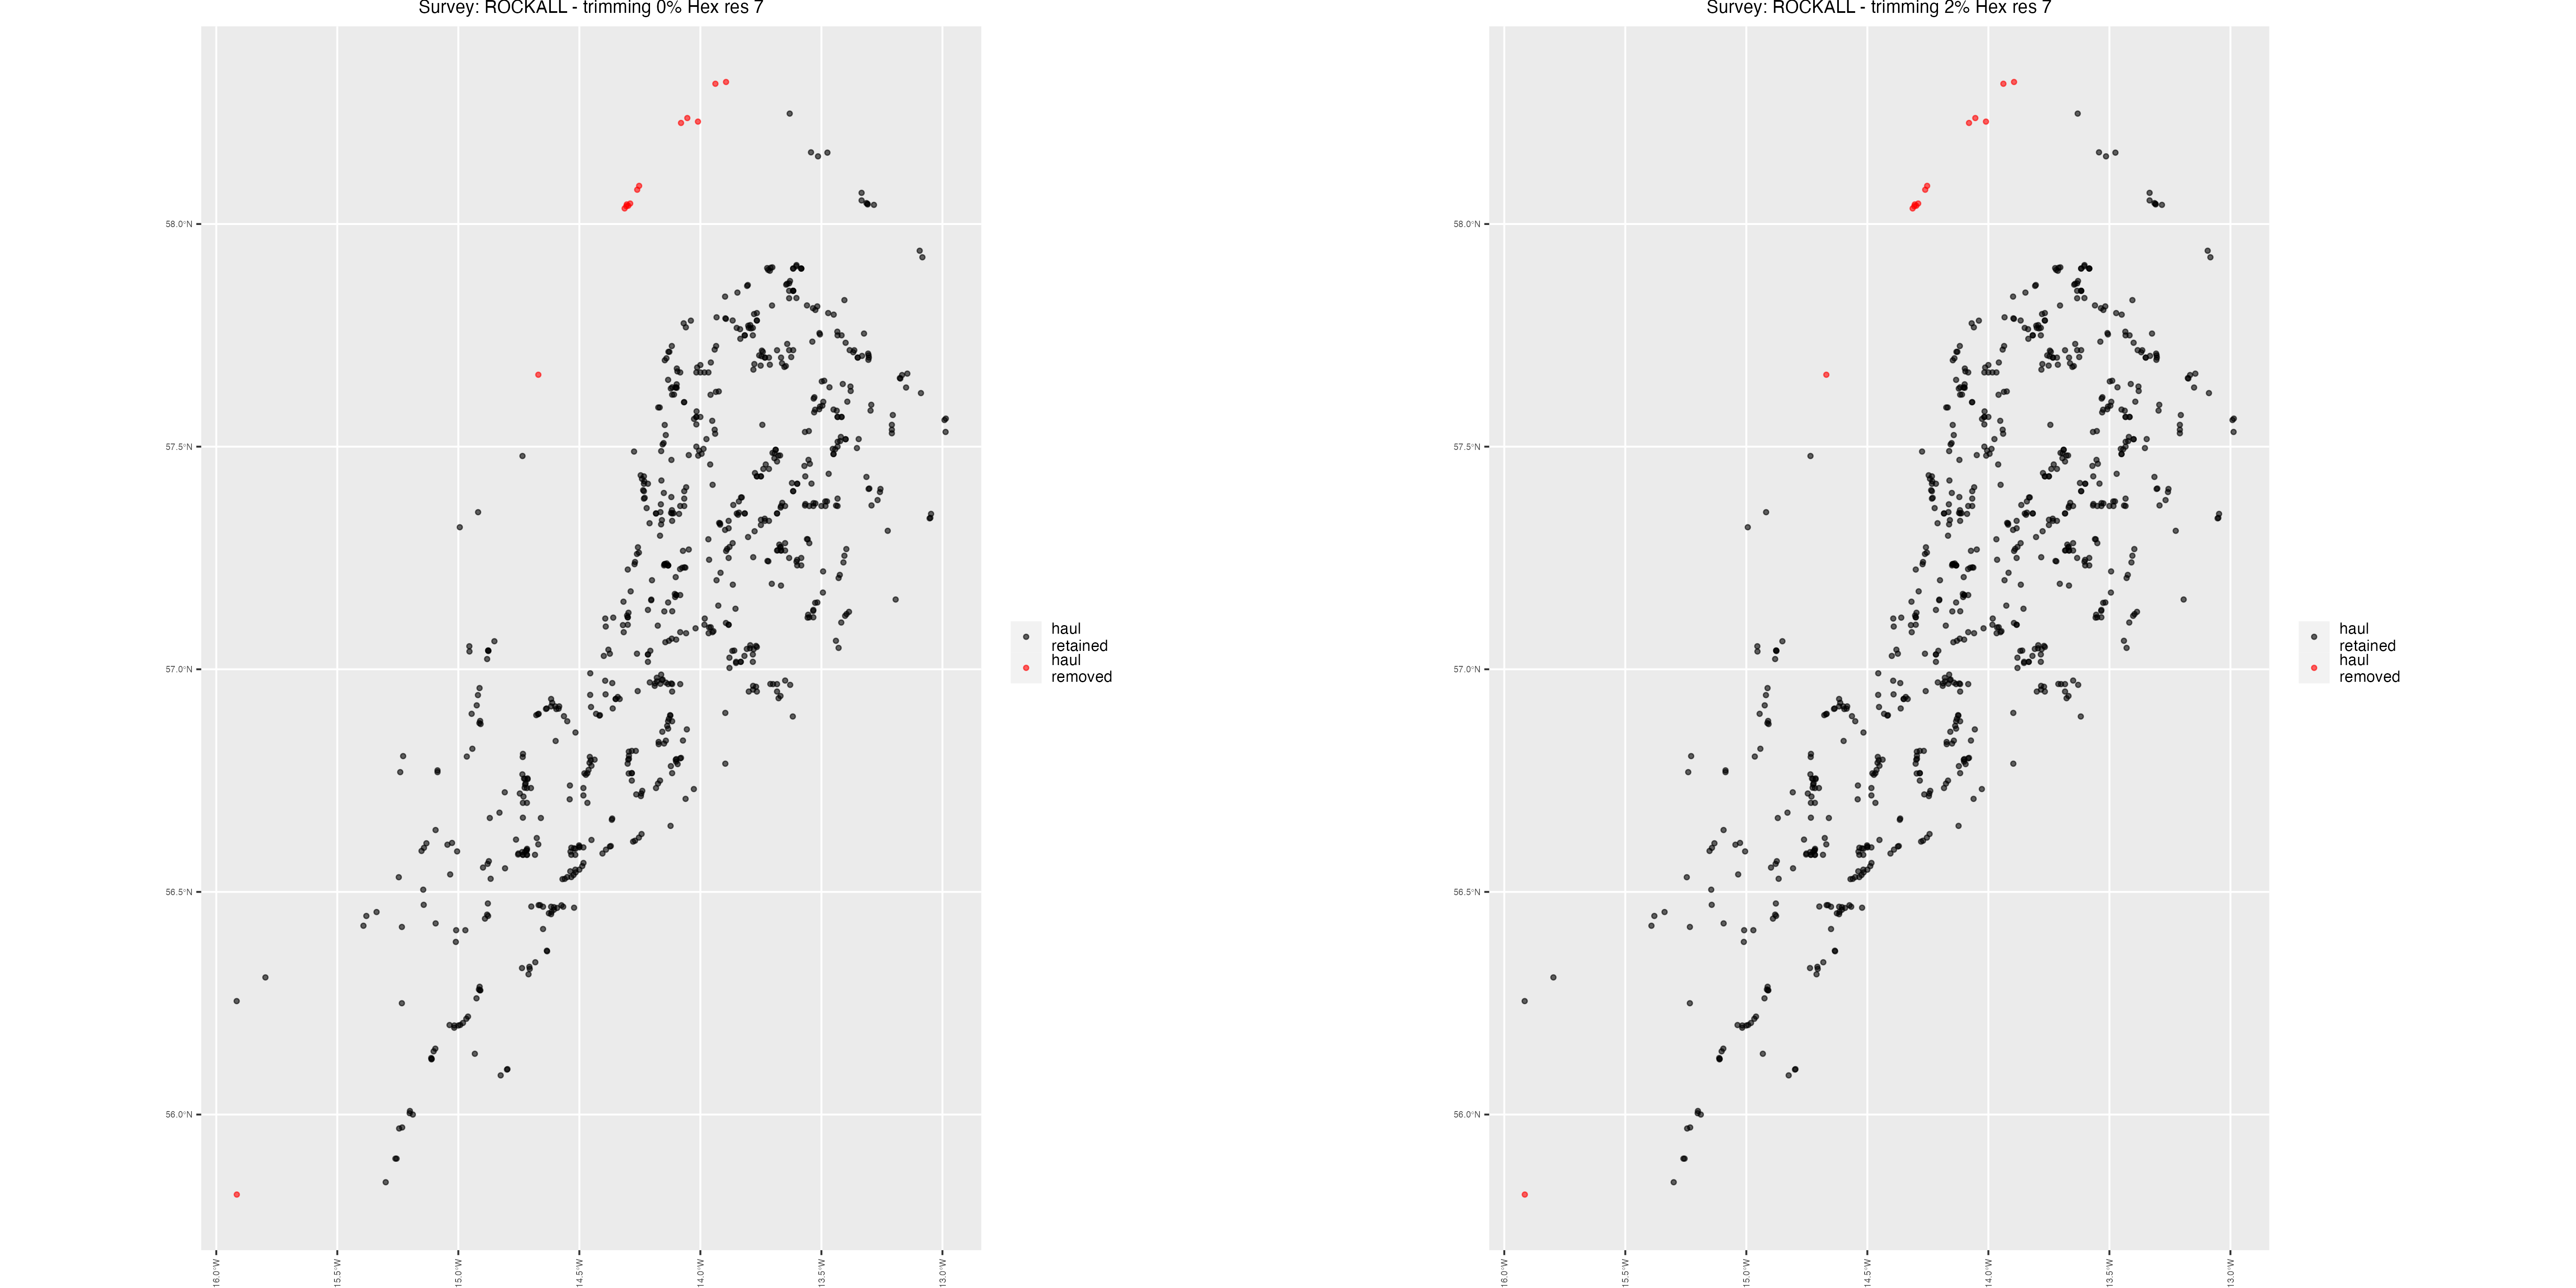 Survey: ROCKALL - trimming 0% Hex res 7
58.0°N
57.5°N
57.0°N
56.5°N
56.0°N
16.0°W
15.5°W
15.0°W
14.5°W
14.0°W
13.5°W
13.0°W
haul
retained
haul
removed
Survey: ROCKALL - trimming 2% Hex res 7
58.0°N
57.5°N
57.0°N
56.5°N
56.0°N
16.0°W
15.5°W
15.0°W
14.5°W
14.0°W
13.5°W
13.0°W
haul
retained
haul
removed